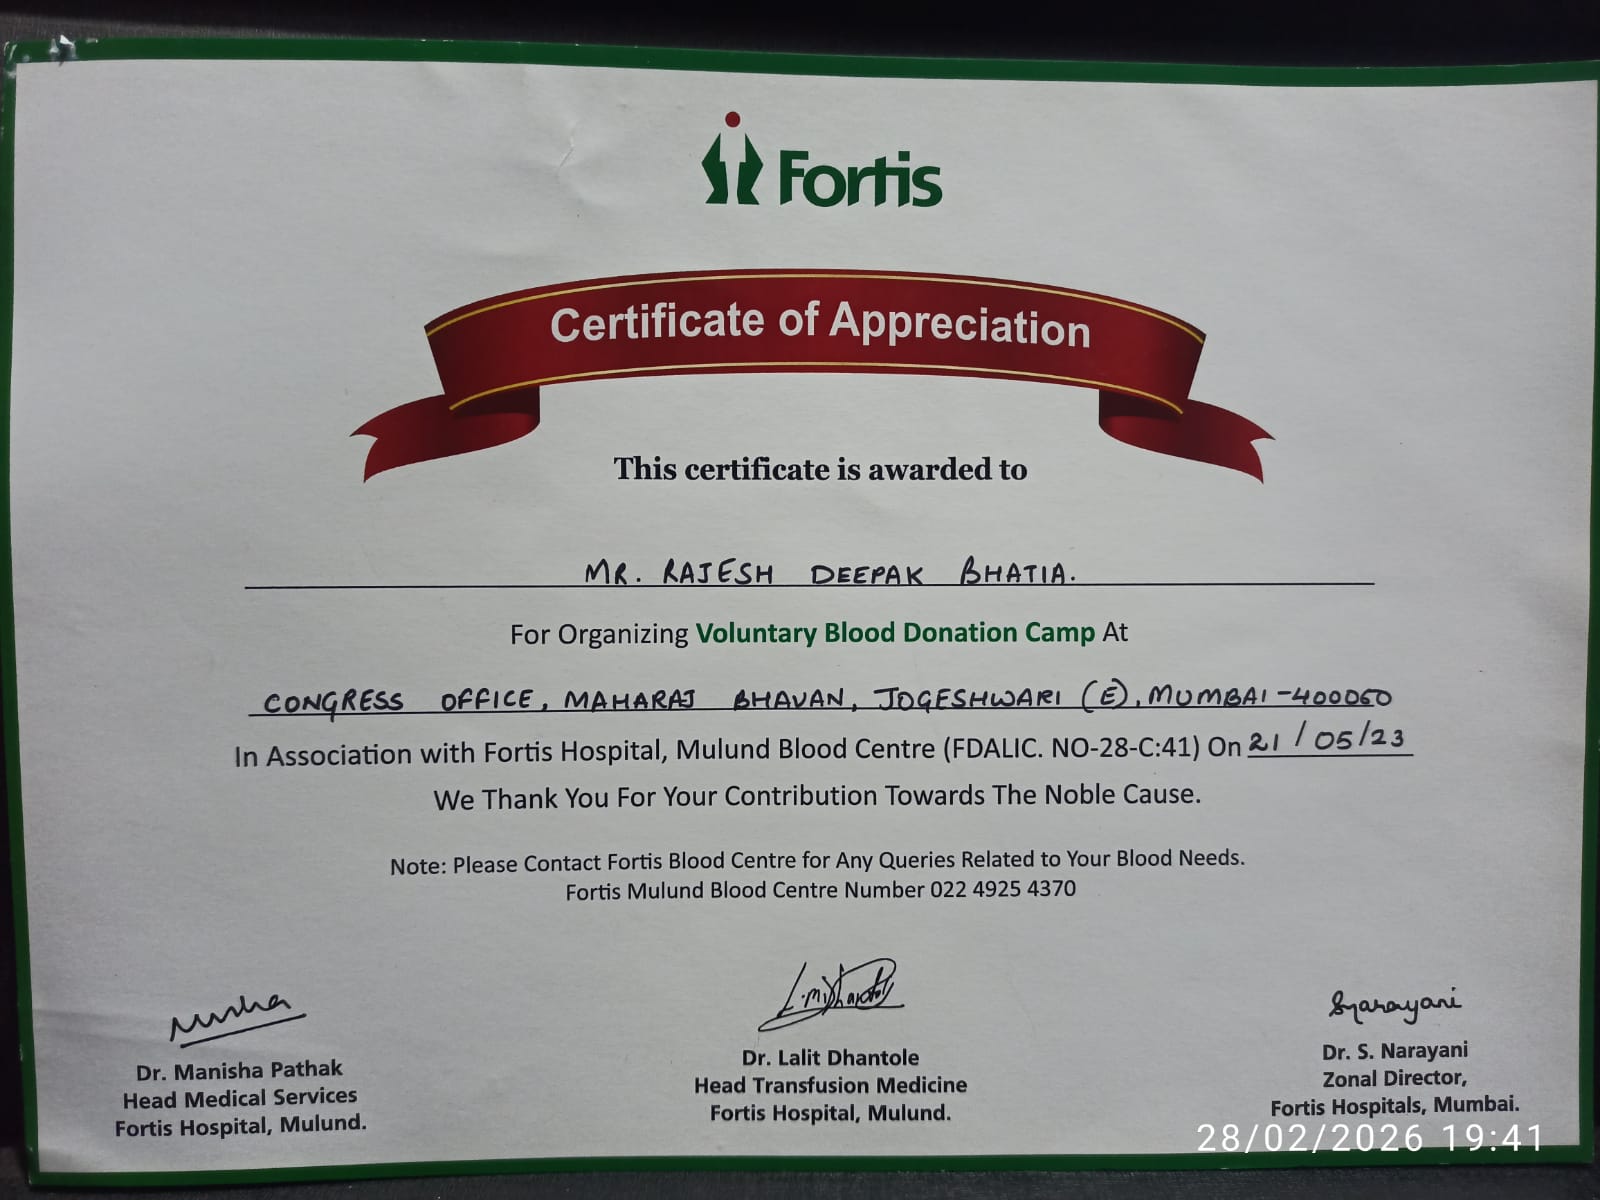 Fortis
Certificate of Appreciation
This certificate is awarded to
MR. RAJESH DEEPAK BHATIA.
For Organizing Voluntary Blood Donation Camp At
CONGRESS OFFICE, MAHARAJ BHAVAN, JOGESHWARI (E), MUMBAI-400060
In Association with Fortis Hospital, Mulund Blood Centre (FDALIC. NO-28-C:41) On 21/05/23
We Thank You For Your Contribution Towards The Noble Cause.
Note: Please Contact Fortis Blood Centre for Any Queries Related to Your Blood Needs.
Fortis Mulund Blood Centre Number 022 4925 4370
Dr. Manisha Pathak
Head Medical Services
Fortis Hospital, Mulund.
Dr. Lalit Dhantole
Head Transfusion Medicine
Fortis Hospital, Mulund.
Snarayani
Dr. S. Narayani
Zonal Director,
Fortis Hospitals, Mumbai.
28/02/2026 19:41